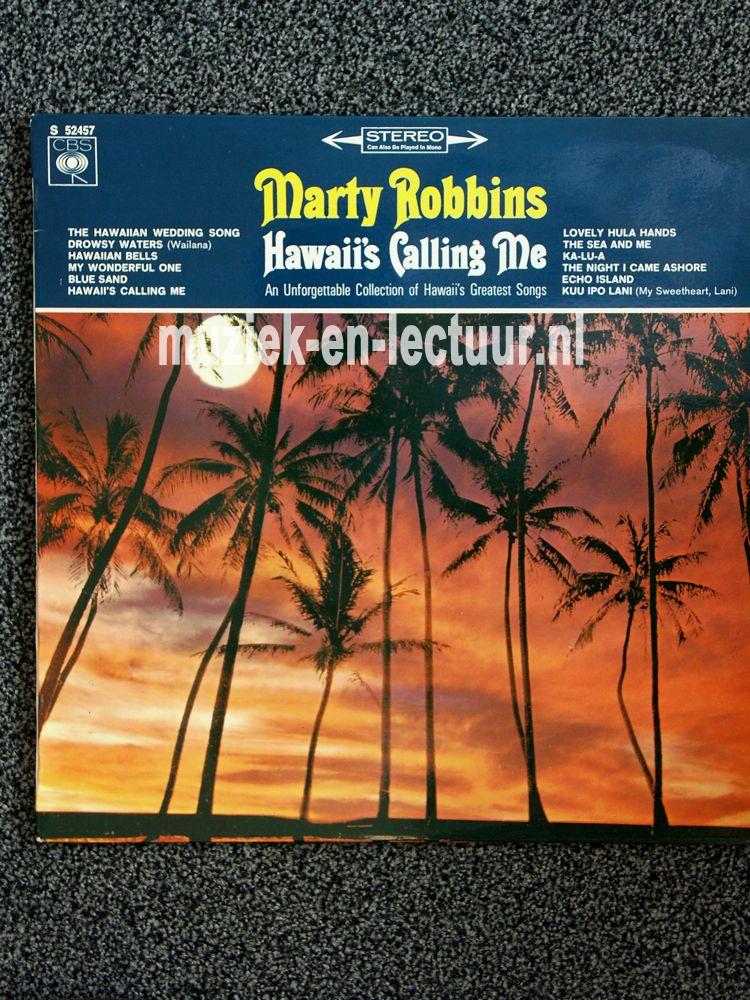 S 52457
CBS
STEREO
Can Also Be Played In Mono
Marty Robbins
Hawaii's Calling Me
An Unforgettable Collection of Hawaii's Greatest Songs
THE HAWAIIAN WEDDING SONG
DROWSY WATERS (Wailana)
HAWAIIAN BELLS
MY WONDERFUL ONE
BLUE SAND
HAWAII'S CALLING ME
LOVELY HULA HANDS
THE SEA AND ME
KA-LU-A
THE NIGHT I CAME ASHORE
ECHO ISLAND
KUU IPO LANI (My Sweetheart, Lani)
muziek-en-lectuur.nl